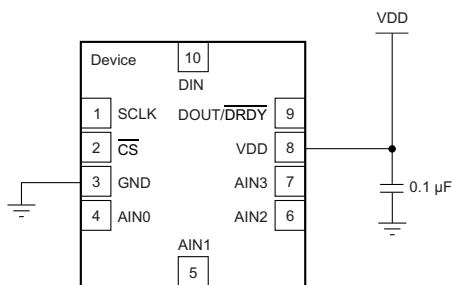 VDD
Device
10
DIN
1 SCLK DOUT/DRDY 9
2 CS VDD 8
3 GND AIN3 7
0.1 µF
4 AIN0 AIN2 6
AIN1
5